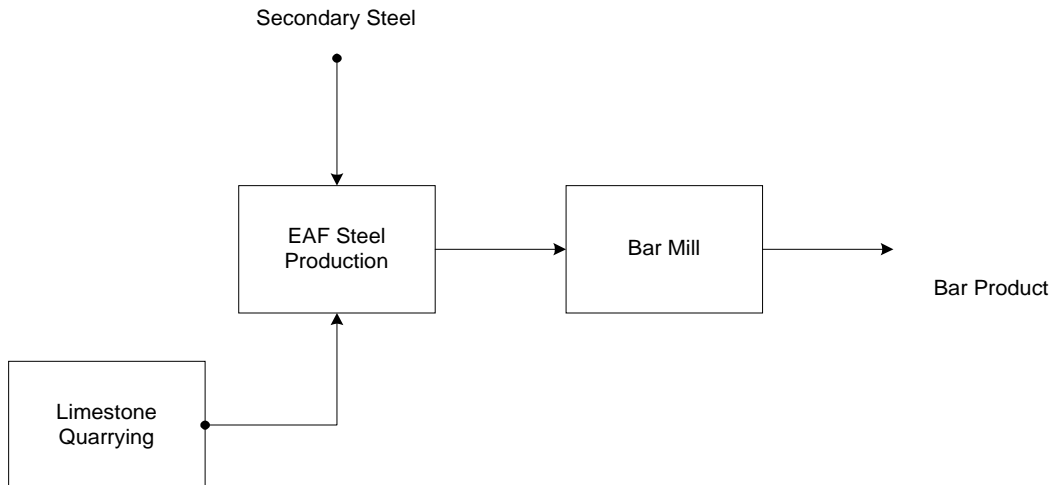 Secondary Steel
EAF Steel
Production
Bar Mill
Bar Product
Limestone
Quarrying